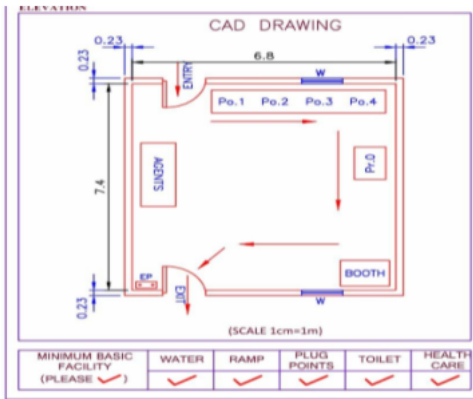 ELEVATION
CAD DRAWING
0.23
0.23
6.8
0.23
ENTRY
W
Po.1 Po.2 Po.3 Po.4
AGENTS
Pr.O
7.4
EP
BOOTH
0.23
EXIT
W
(SCALE 1cm=1m)
MINIMUM BASIC FACILITY (PLEASE ✓) WATER RAMP PLUG POINTS TOILET HEALTH CARE
✓ ✓ ✓ ✓ ✓